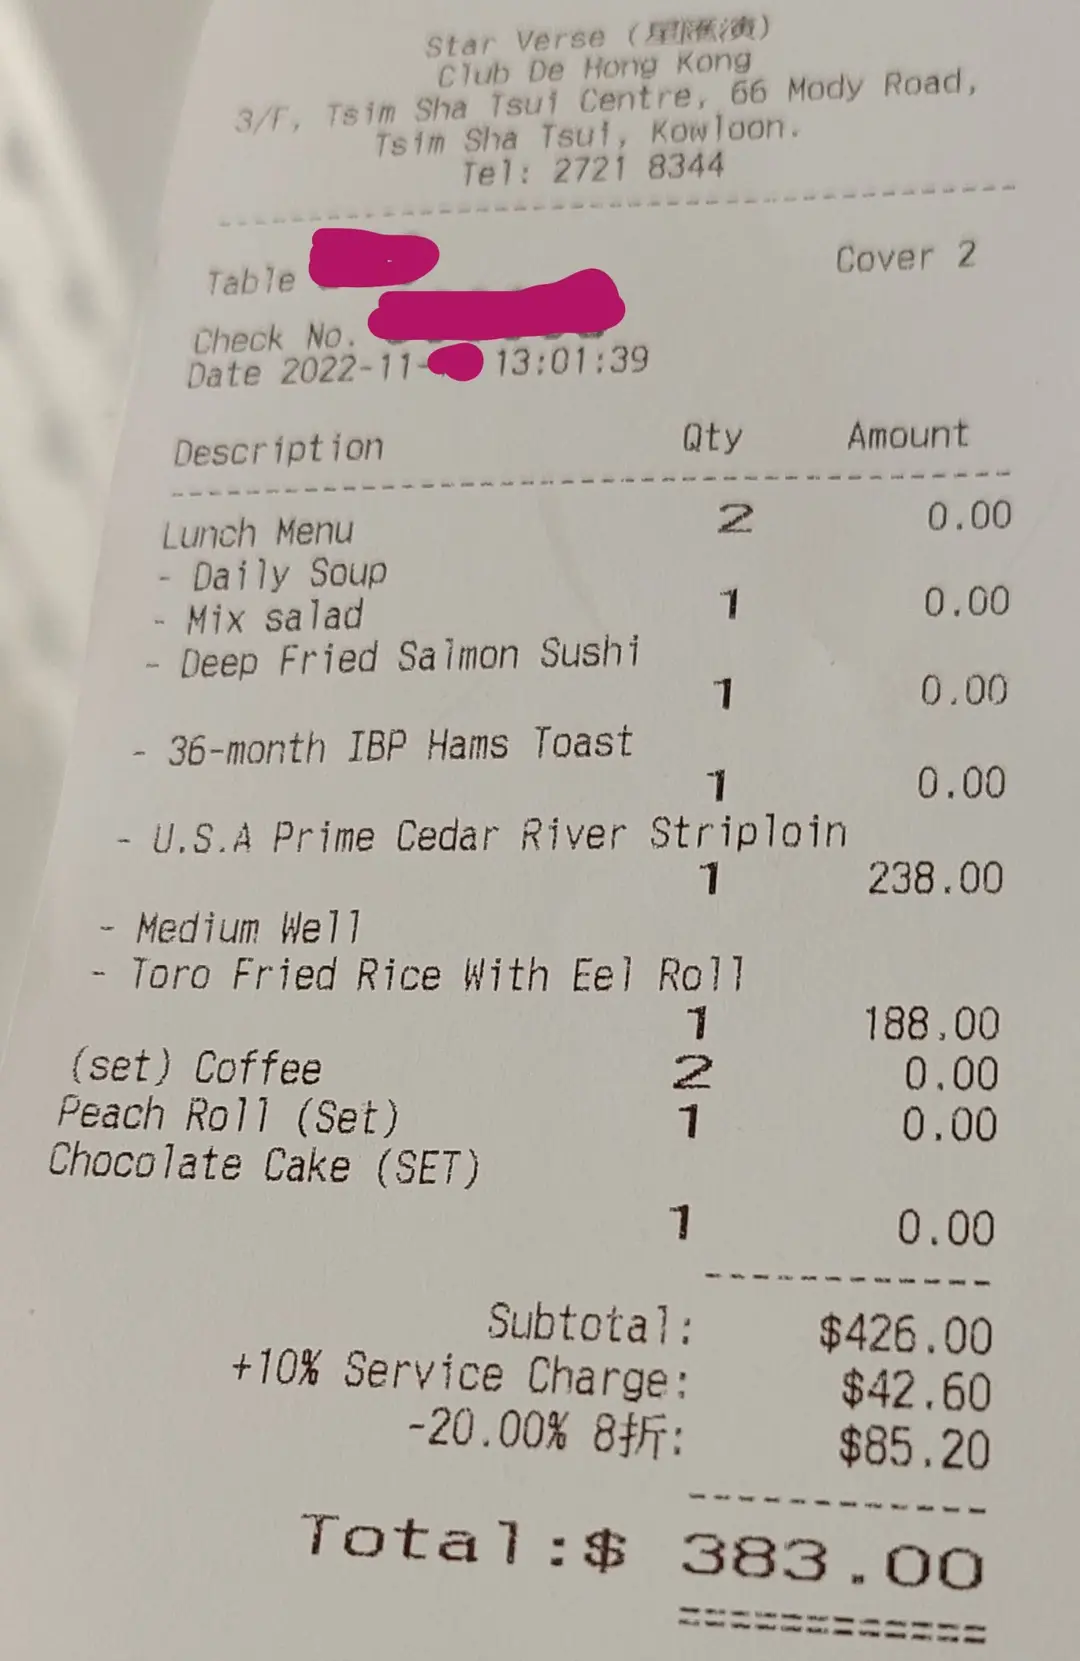 Star Verse (星匯演)
Club De Hong Kong
3/F, Tsim Sha Tsui Centre, 66 Mody Road,
Tsim Sha Tsui, Kowloon.
Tel: 2721 8344
Table Cover 2
Check No.
Date 2022-11- 13:01:39
Description Qty Amount
Lunch Menu 2 0.00
- Daily Soup
- Mix salad 1 0.00
- Deep Fried Salmon Sushi
1 0.00
- 36-month IBP Hams Toast
1 0.00
- U.S.A Prime Cedar River Striploin
1 238.00
- Medium Well
- Toro Fried Rice With Eel Roll
1 188.00
(set) Coffee 2 0.00
Peach Roll (Set) 1 0.00
Chocolate Cake (SET)
1 0.00
Subtotal: $426.00
+10% Service Charge: $42.60
-20.00% 8折: $85.20
Total:$ 383.00